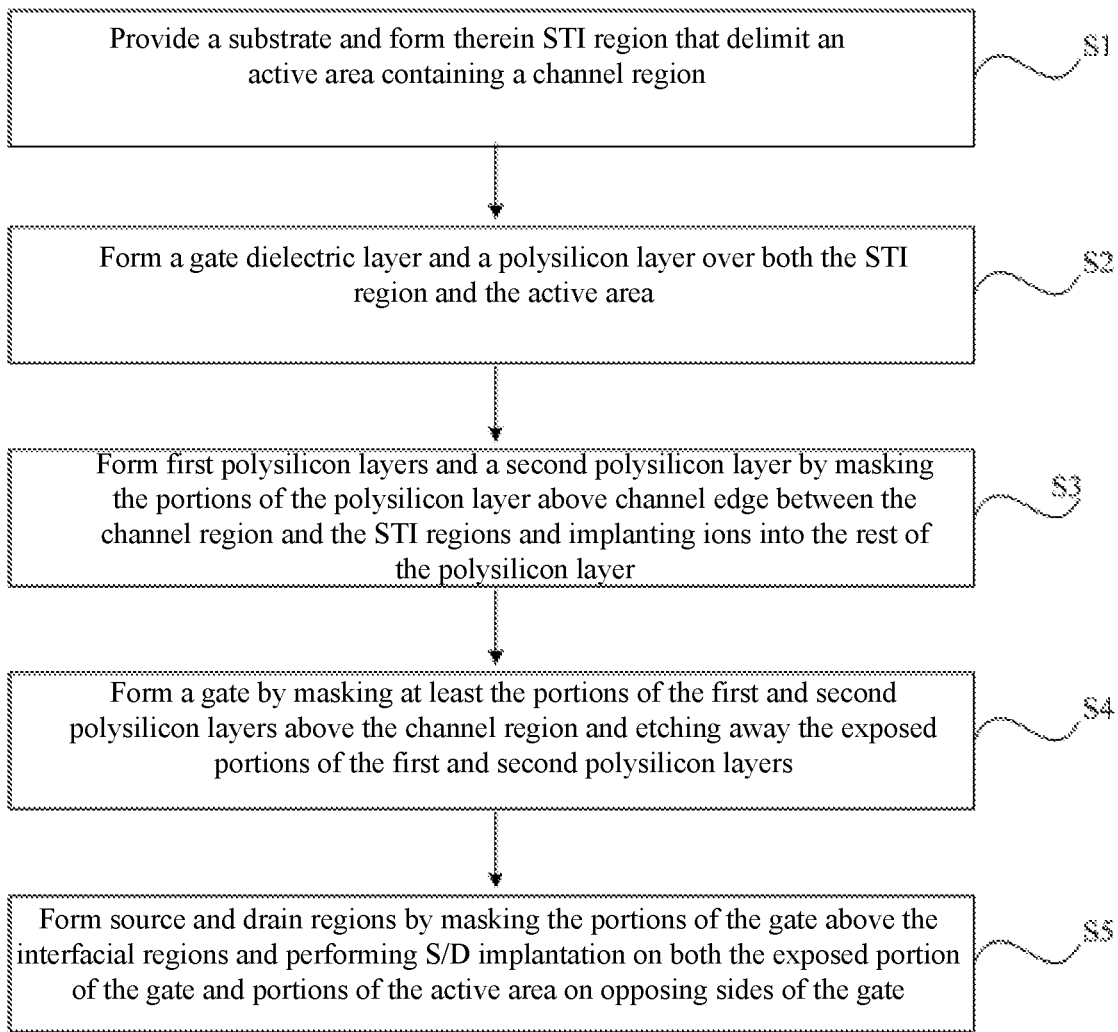 Provide a substrate and form therein STI region that delimit an
active area containing a channel region
S1
Form a gate dielectric layer and a polysilicon layer over both the STI
region and the active area
S2
Form first polysilicon layers and a second polysilicon layer by masking
the portions of the polysilicon layer above channel edge between the
channel region and the STI regions and implanting ions into the rest of
the polysilicon layer
S3
Form a gate by masking at least the portions of the first and second
polysilicon layers above the channel region and etching away the exposed
portions of the first and second polysilicon layers
S4
Form source and drain regions by masking the portions of the gate above the
interfacial regions and performing S/D implantation on both the exposed portion
of the gate and portions of the active area on opposing sides of the gate
S5